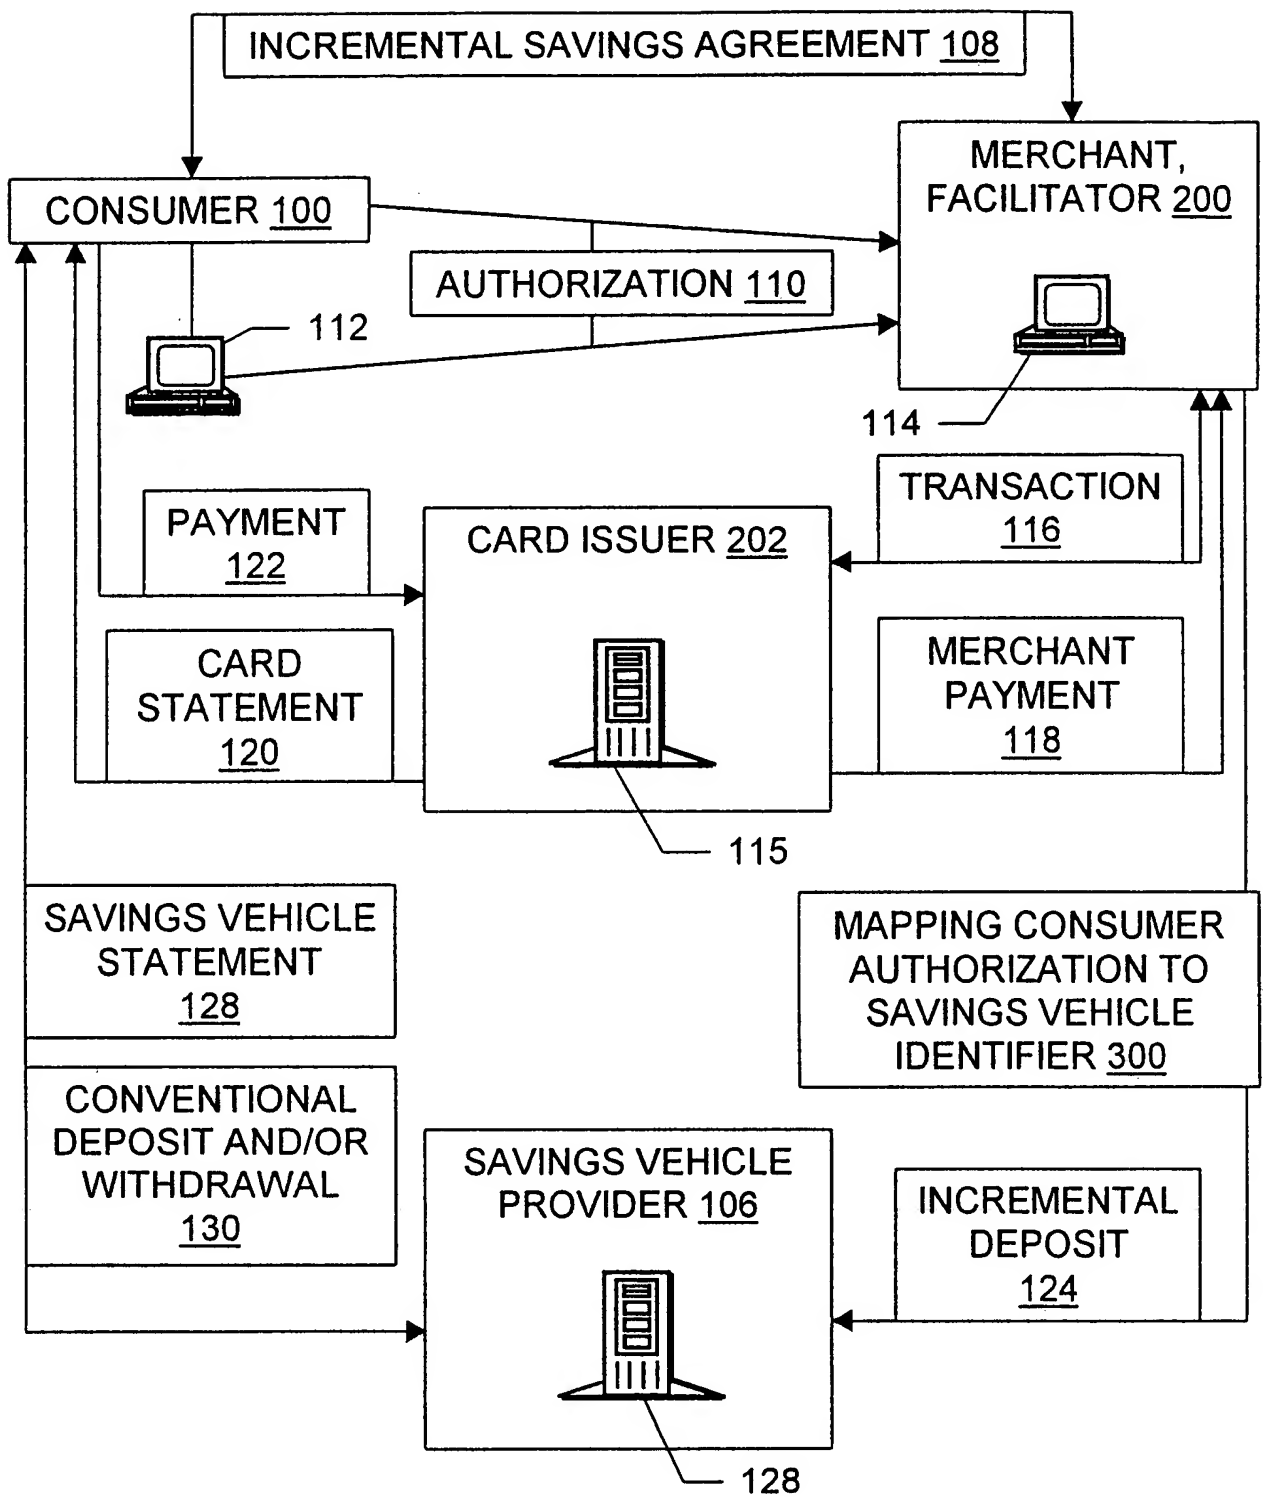 INCREMENTAL SAVINGS AGREEMENT 108
MERCHANT,
FACILITATOR 200
CONSUMER 100
AUTHORIZATION 110
112
114
TRANSACTION
116
PAYMENT
122
CARD ISSUER 202
CARD
STATEMENT
120
MERCHANT
PAYMENT
118
115
SAVINGS VEHICLE
STATEMENT
128
MAPPING CONSUMER
AUTHORIZATION TO
SAVINGS VEHICLE
IDENTIFIER 300
CONVENTIONAL
DEPOSIT AND/OR
WITHDRAWAL
130
SAVINGS VEHICLE
PROVIDER 106
INCREMENTAL
DEPOSIT
124
128